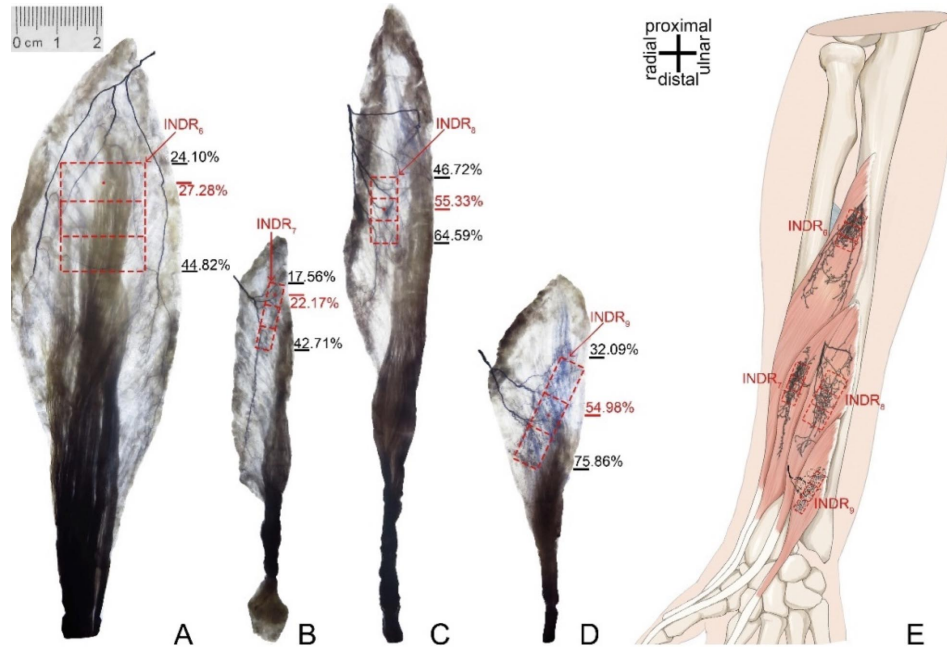 0 cm 1 2
proximal
radial
ulnar
distal
INDR₆
24.10%
27.28%
44.82%
A
INDR₇
17.56%
22.17%
42.71%
B
INDR₈
46.72%
55.33%
64.59%
C
INDR₉
32.09%
54.98%
75.86%
D
INDR₆
INDR₇
INDR₈
INDR₉
E